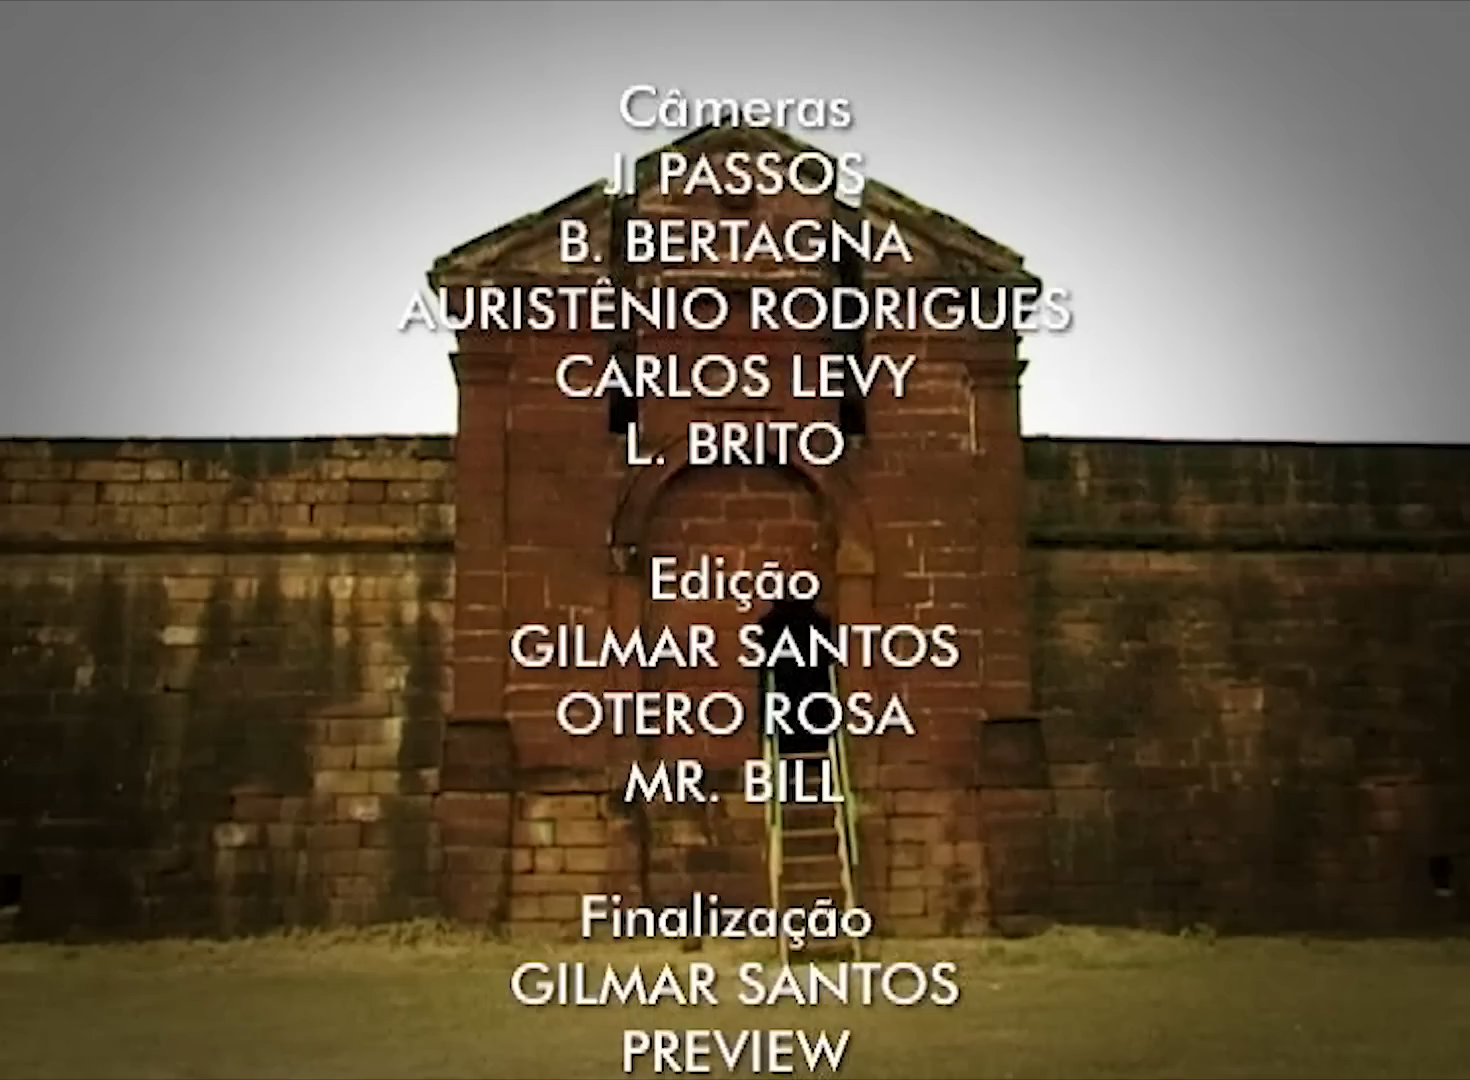 Câmeras
JI PASSOS
B. BERTAGNA
AURISTÊNIO RODRIGUES
CARLOS LEVY
L. BRITO
Edição
GILMAR SANTOS
OTERO ROSA
MR. BILL
Finalização
GILMAR SANTOS
PREVIEW